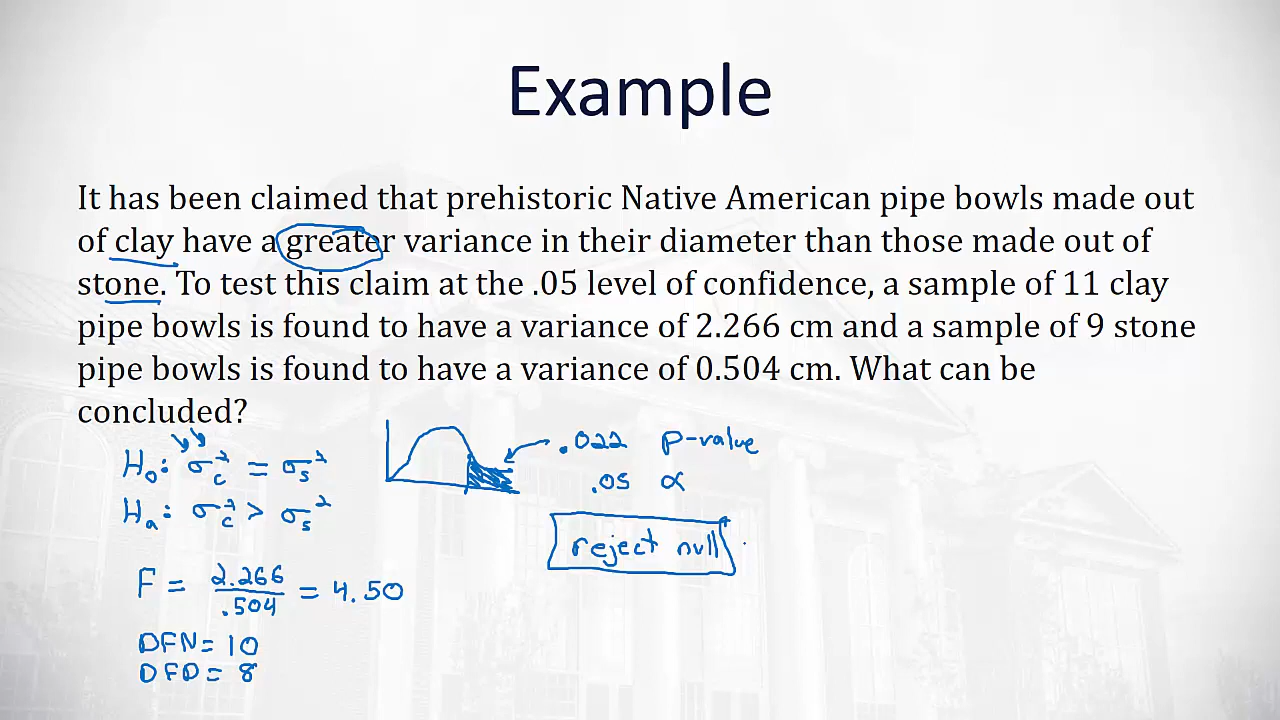 Example
It has been claimed that prehistoric Native American pipe bowls made out
of clay have a greater variance in their diameter than those made out of
stone. To test this claim at the .05 level of confidence, a sample of 11 clay
pipe bowls is found to have a variance of 2.266 cm and a sample of 9 stone
pipe bowls is found to have a variance of 0.504 cm. What can be
concluded?
H₀: σ_c² = σ_s²
Hₐ: σ_c² > σ_s²
F = 2.266/.504 = 4.50
DFN = 10
DFD = 8
.022 p-value
.05 α
reject null